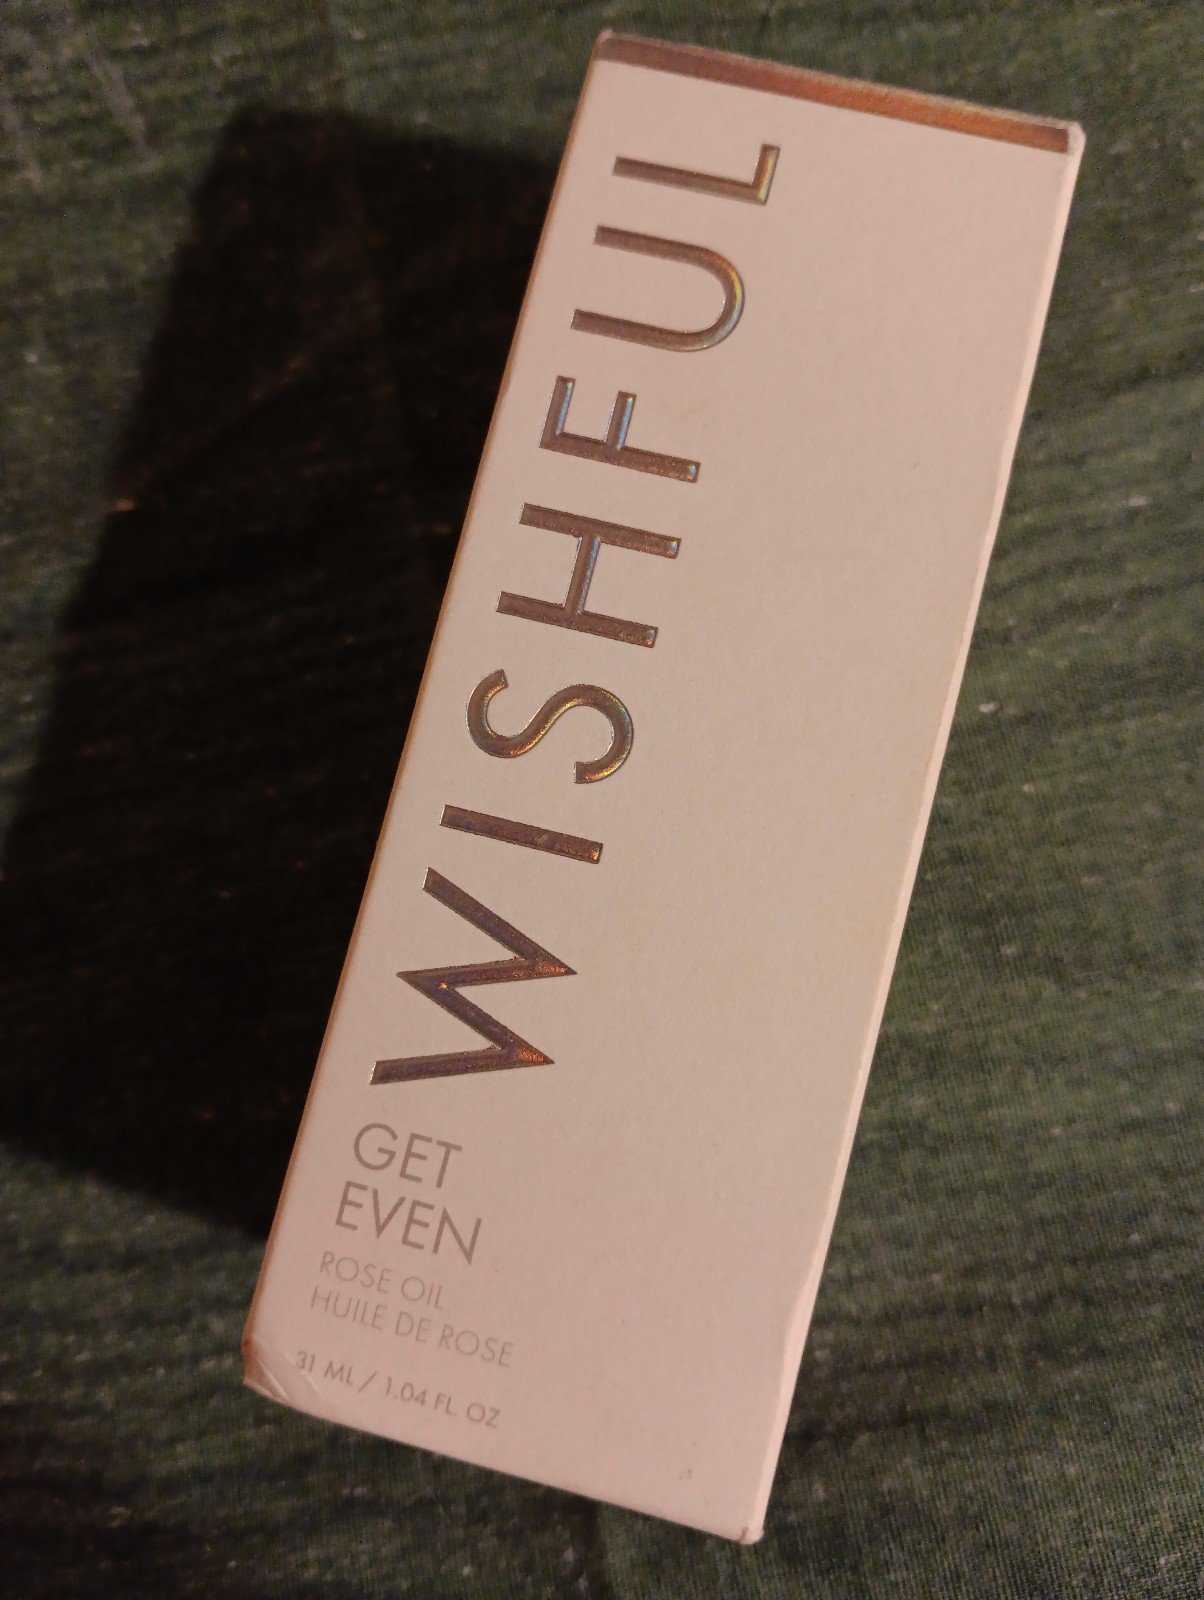 WISHFUL
GET
EVEN
ROSE OIL
HUILE DE ROSE
31 ML / 1.04 FL. OZ